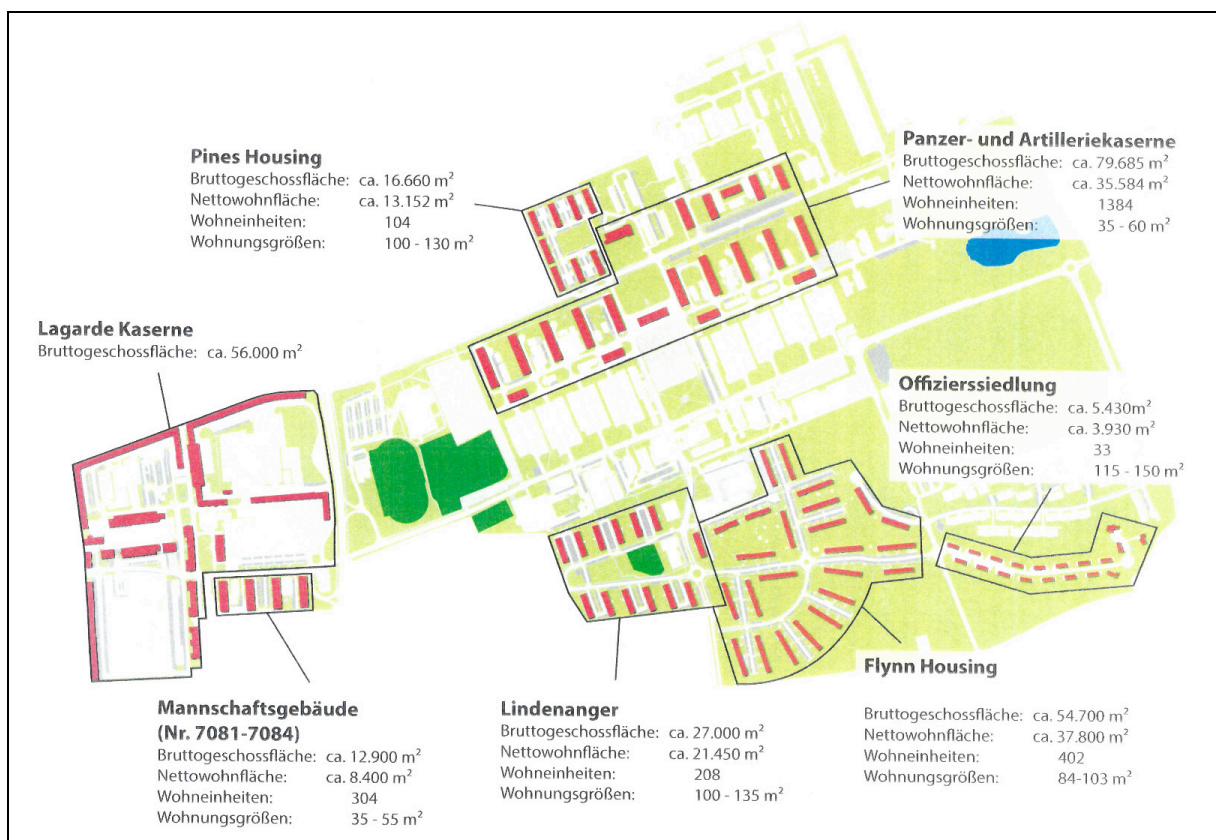 Pines Housing
Bruttogeschossfläche: ca. 16.660 m²
Nettowohnfläche: ca. 13.152 m²
Wohneinheiten: 104
Wohnungsgrößen: 100 - 130 m²
Panzer- und Artilleriekaserne
Bruttogeschossfläche: ca. 79.685 m²
Nettowohnfläche: ca. 35.584 m²
Wohneinheiten: 1384
Wohnungsgrößen: 35 - 60 m²
Lagarde Kaserne
Bruttogeschossfläche: ca. 56.000 m²
Offizierssiedlung
Bruttogeschossfläche: ca. 5.430m²
Nettowohnfläche: ca. 3.930 m²
Wohneinheiten: 33
Wohnungsgrößen: 115 - 150 m²
Mannschaftsgebäude
(Nr. 7081-7084)
Bruttogeschossfläche: ca. 12.900 m²
Nettowohnfläche: ca. 8.400 m²
Wohneinheiten: 304
Wohnungsgrößen: 35 - 55 m²
Lindenanger
Bruttogeschossfläche: ca. 27.000 m²
Nettowohnfläche: ca. 21.450 m²
Wohneinheiten: 208
Wohnungsgrößen: 100 - 135 m²
Flynn Housing
Bruttogeschossfläche: ca. 54.700 m²
Nettowohnfläche: ca. 37.800 m²
Wohneinheiten: 402
Wohnungsgrößen: 84-103 m²